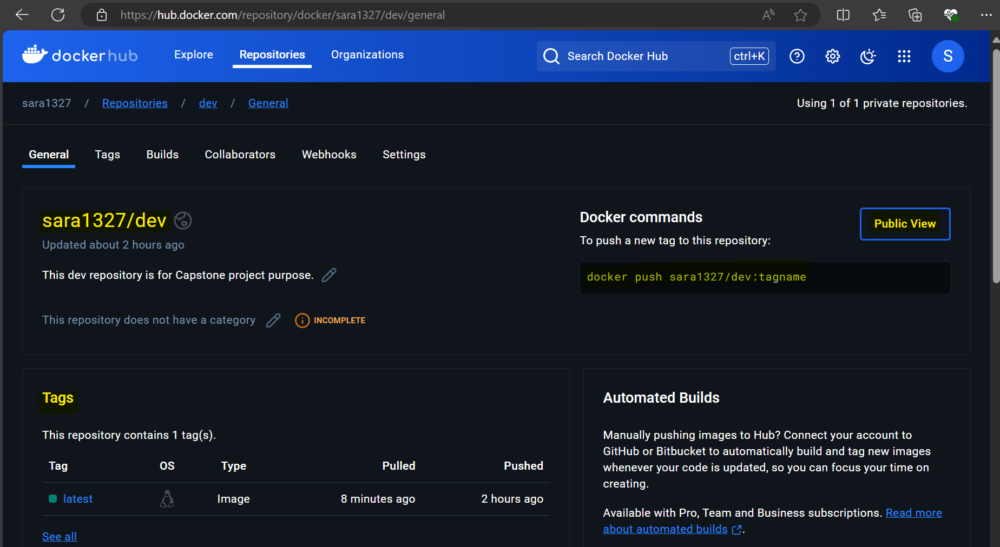 https://hub.docker.com/repository/docker/sara1327/dev/general
docker hub
Explore
Repositories
Organizations
Search Docker Hub
ctrl+K
S
sara1327 / Repositories / dev / General
Using 1 of 1 private repositories.
General
Tags
Builds
Collaborators
Webhooks
Settings
sara1327/dev
Updated about 2 hours ago
This dev repository is for Capstone project purpose.
This repository does not have a category
INCOMPLETE
Docker commands
Public View
To push a new tag to this repository:
docker push sara1327/dev:tagname
Tags
This repository contains 1 tag(s).
Tag OS Type Pulled Pushed
latest Image 8 minutes ago 2 hours ago
See all
Automated Builds
Manually pushing images to Hub? Connect your account to
GitHub or Bitbucket to automatically build and tag new images
whenever your code is updated, so you can focus your time on
creating.
Available with Pro, Team and Business subscriptions. Read more
about automated builds.